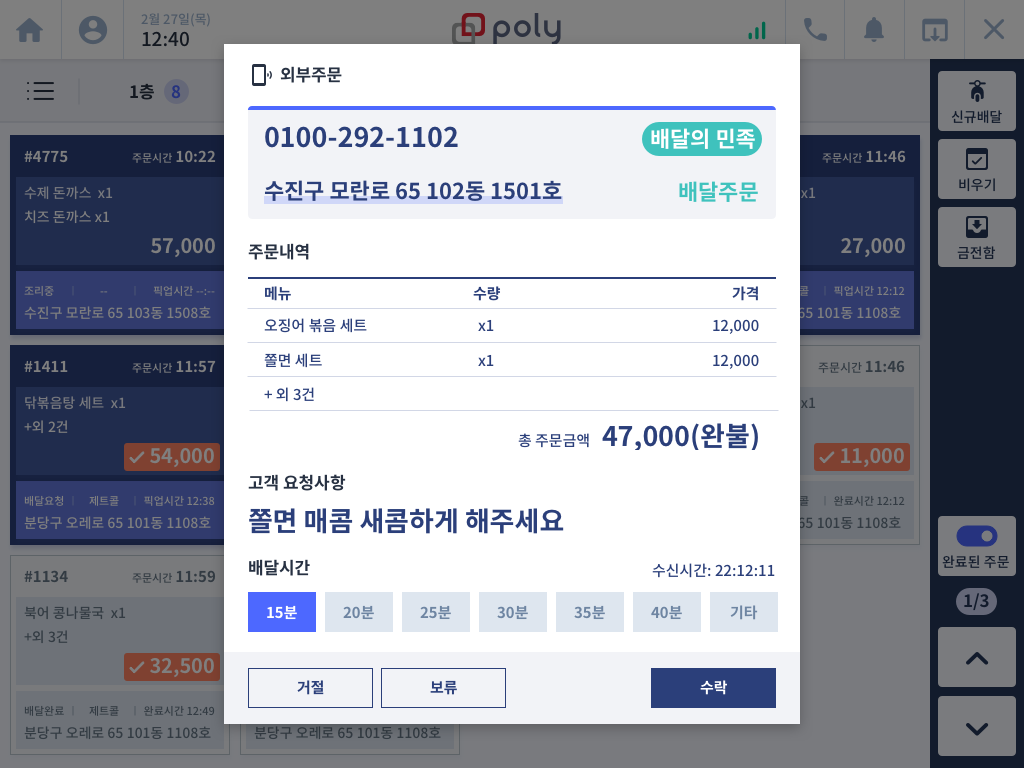 2월 27일(목)
12:40
poly
1층 8
#4775 주문시간 10:22
수제 돈까스 x1
치즈 돈까스 x1
57,000
조리중 -- 픽업시간 --:--
수진구 모란로 65 103동 1508호
#1411 주문시간 11:57
닦볶음탕 세트 x1
+외 2건
54,000
배달요청 제트콜 픽업시간 12:38
분당구 오레로 65 101동 1108호
#1134 주문시간 11:59
북어 콩나물국 x1
+외 3건
32,500
배달완료 제트콜 완료시간 12:49
분당구 오레로 65 101동 1108호
분당구 오레로 65 101동 1108호
외부주문
0100-292-1102 배달의 민족
수진구 모란로 65 102동 1501호 배달주문
주문내역
메뉴 수량 가격
오징어 볶음 세트 x1 12,000
쫄면 세트 x1 12,000
+ 외 3건
총 주문금액 47,000(완불)
고객 요청사항
쫄면 매콤 새콤하게 해주세요
배달시간 수신시간: 22:12:11
15분 20분 25분 30분 35분 40분 기타
거절 보류 수락
주문시간 11:46
x1
27,000
콜 픽업시간 12:12
65 101동 1108호
주문시간 11:46
x1
11,000
콜 완료시간 12:12
65 101동 1108호
신규배달
비우기
금전함
완료된 주문
1/3